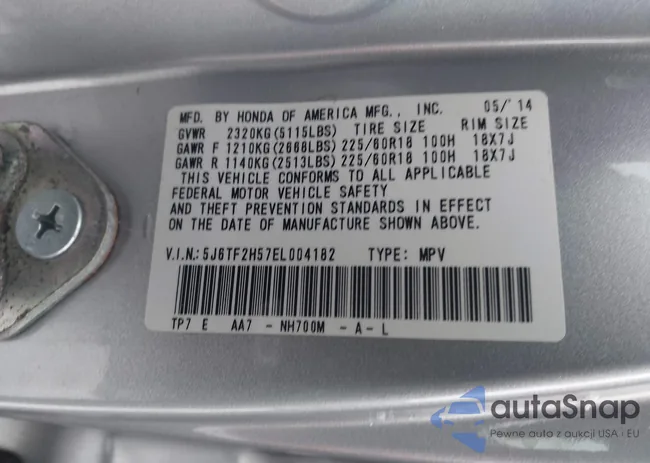 MFD. BY HONDA OF AMERICA MFG., INC. 05/'14
GVWR 2320KG(5115LBS) TIRE SIZE RIM SIZE
GAWR F 1210KG(2668LBS) 225/60R18 100H 18X7J
GAWR R 1140KG(2513LBS) 225/60R18 100H 18X7J
THIS VEHICLE CONFORMS TO ALL APPLICABLE
FEDERAL MOTOR VEHICLE SAFETY
AND THEFT PREVENTION STANDARDS IN EFFECT
ON THE DATE OF MANUFACTURE SHOWN ABOVE.
V.I.N.: 5J6TF2H57EL004182 TYPE: MPV
TP7 E AA7 - NH700M - A - L
autaSnap
Pewne auto z aukcji USA i EU